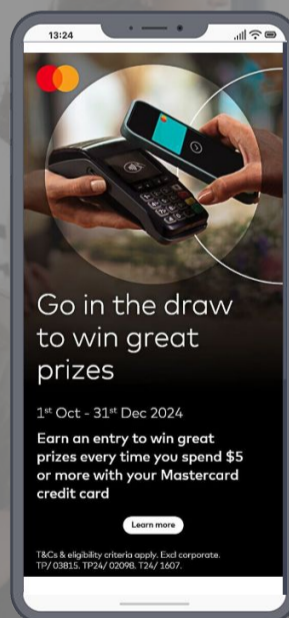 13:24
Go in the draw
to win great
prizes
1st Oct - 31st Dec 2024
Earn an entry to win great
prizes every time you spend $5
or more with your Mastercard
credit card
Learn more
T&Cs & eligibility criteria apply. Excl corporate.
TP/ 03815. TP24/ 02098. T24/ 1607.